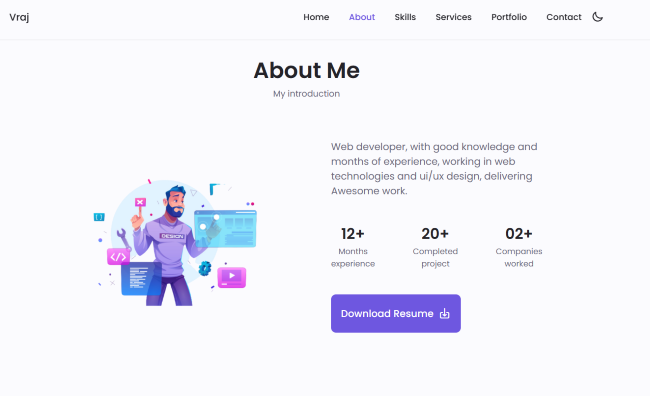 Vraj
Home About Skills Services Portfolio Contact
About Me
My introduction
Web developer, with good knowledge and
months of experience, working in web
technologies and ui/ux design, delivering
Awesome work.
12+ 20+ 02+
Months Completed Companies
experience project worked
DESIGN
</>
Download Resume